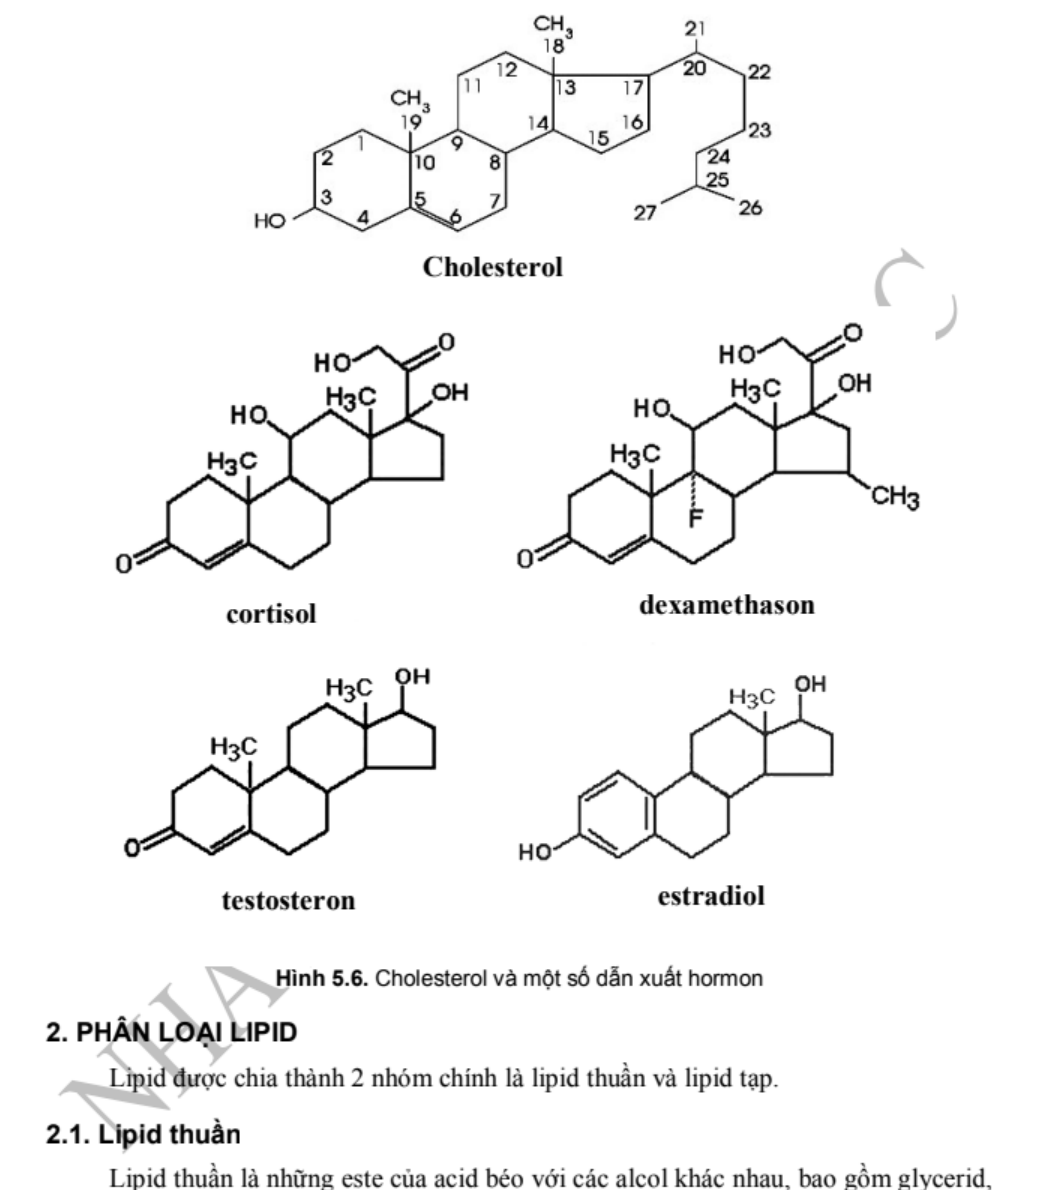 CH3
18
21
20
22
12
11
13
17
CH3
19
14
16
15
23
1
9
2
10
8
24
25
3
5
7
HO
4
6
27
26
Cholesterol
HO
O
H3C
OH
HO
H3C
O
cortisol
HO
O
H3C
OH
HO
H3C
F
CH3
O
dexamethason
H3C
OH
H3C
O
testosteron
H3C
OH
HO
estradiol
Hình 5.6. Cholesterol và một số dẫn xuất hormon
2. PHÂN LOẠI LIPID
Lipid được chia thành 2 nhóm chính là lipid thuần và lipid tạp.
2.1. Lipid thuần
Lipid thuần là những este của acid béo với các alcol khác nhau, bao gồm glycerid,
NHA